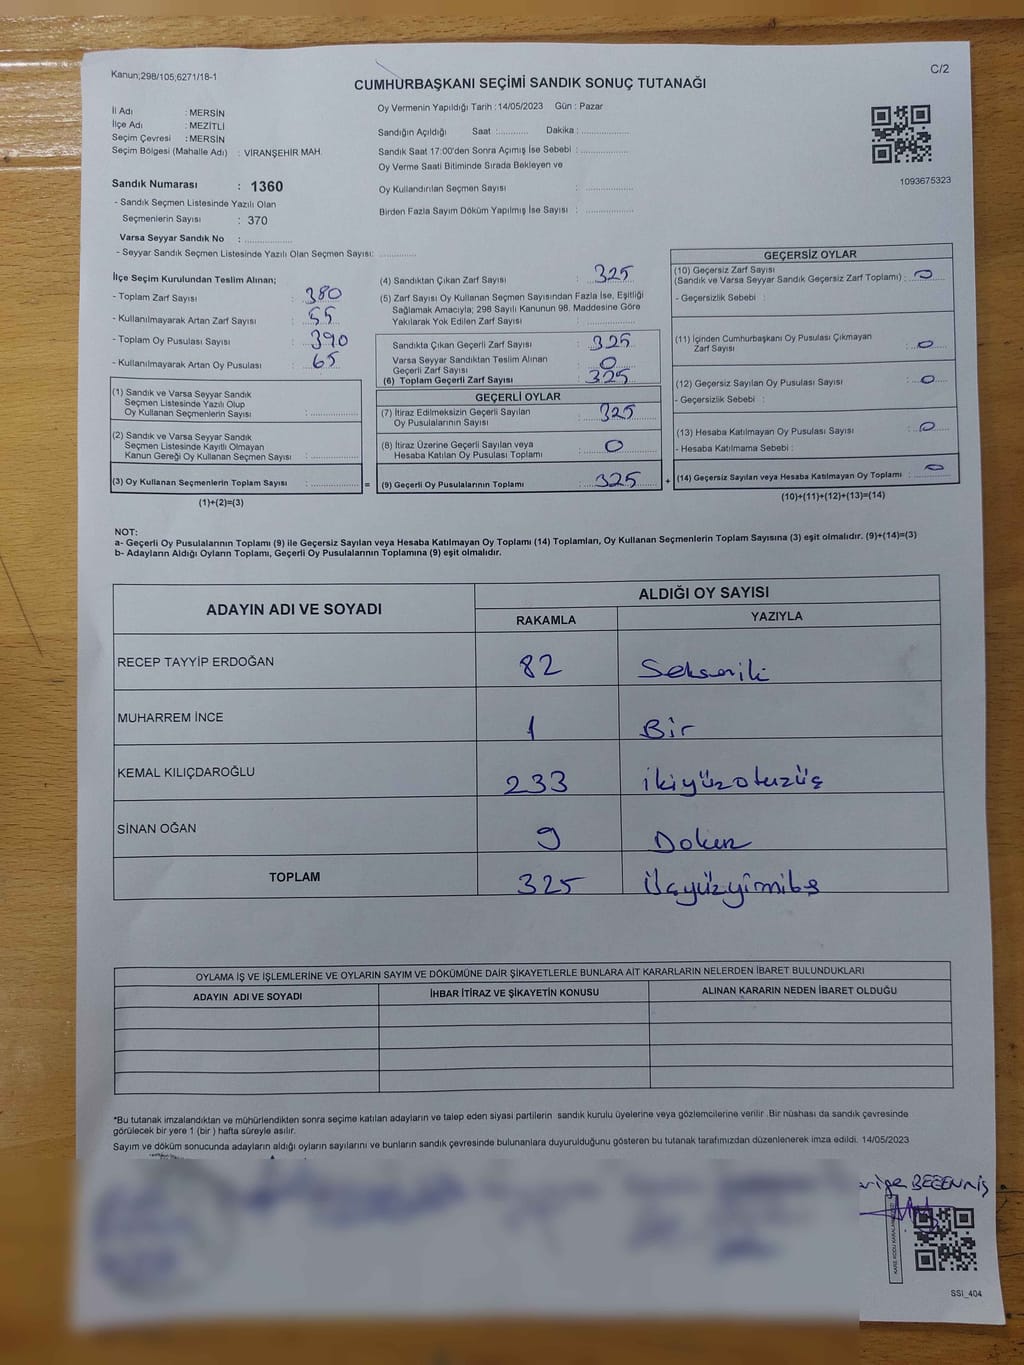 Kanun;298/105,6271/18-1
C/2
CUMHURBAŞKANI SEÇİMİ SANDIK SONUÇ TUTANAĞI
İl Adı : MERSİN
İlçe Adı : MEZİTLİ
Seçim Çevresi : MERSİN
Seçim Bölgesi (Mahalle Adı) : VİRANŞEHİR MAH.
Oy Vermenin Yapıldığı Tarih : 14/05/2023 Gün : Pazar
Sandığın Açıldığı Saat :........... Dakika :................
Sandık Saat 17:00'den Sonra Açımış İse Sebebi :................
Oy Verme Saati Bitiminde Sırada Bekleyen ve
Oy Kullandırılan Seçmen Sayısı : ................
Birden Fazla Sayım Döküm Yapılmış İse Sayısı : ................
1093675323
Sandık Numarası : 1360
- Sandık Seçmen Listesinde Yazılı Olan
Seçmenlerin Sayısı : 370
Varsa Seyyar Sandık No : ................
- Seyyar Sandık Seçmen Listesinde Yazılı Olan Seçmen Sayısı: ............
İlçe Seçim Kurulundan Teslim Alınan;
- Toplam Zarf Sayısı : 380
- Kullanılmayarak Artan Zarf Sayısı : 55
- Toplam Oy Pusulası Sayısı : 390
- Kullanılmayarak Artan Oy Pusulası : 65
(1) Sandık ve Varsa Seyyar Sandık
Seçmen Listesinde Yazılı Olup
Oy Kullanan Seçmenlerin Sayısı : ................
(2) Sandık ve Varsa Seyyar Sandık
Seçmen Listesinde Kayıtlı Olmayan
Kanun Gereği Oy Kullanan Seçmen Sayısı : ................
(3) Oy Kullanan Seçmenlerin Toplam Sayısı : ................ =
(1)+(2)=(3)
(4) Sandıktan Çıkan Zarf Sayısı : 325
(5) Zarf Sayısı Oy Kullanan Seçmen Sayısından Fazla İse, Eşitliği
Sağlamak Amacıyla; 298 Sayılı Kanunun 98. Maddesine Göre
Yakılarak Yok Edilen Zarf Sayısı : ................
Sandıkta Çıkan Geçerli Zarf Sayısı : 325
Varsa Seyyar Sandıktan Teslim Alınan
Geçerli Zarf Sayısı : 0
(6) Toplam Geçerli Zarf Sayısı : 325
GEÇERLİ OYLAR
(7) İtiraz Edilmeksizin Geçerli Sayılan
Oy Pusulalarının Sayısı : 325
(8) İtiraz Üzerine Geçerli Sayılan veya
Hesaba Katılan Oy Pusulası Toplamı : 0
(9) Geçerli Oy Pusulalarının Toplamı : 325 +
GEÇERSİZ OYLAR
(10) Geçersiz Zarf Sayısı
(Sandık ve Varsa Seyyar Sandık Geçersiz Zarf Toplamı) : 0
- Geçersizlik Sebebi :
(11) İçinden Cumhurbaşkanı Oy Pusulası Çıkmayan
Zarf Sayısı : 0
(12) Geçersiz Sayılan Oy Pusulası Sayısı : 0
- Geçersizlik Sebebi :
(13) Hesaba Katılmayan Oy Pusulası Sayısı : 0
- Hesaba Katılmama Sebebi :
(14) Geçersiz Sayılan veya Hesaba Katılmayan Oy Toplamı : 0
(10)+(11)+(12)+(13)=(14)
NOT:
a- Geçerli Oy Pusulalarının Toplamı (9) ile Geçersiz Sayılan veya Hesaba Katılmayan Oy Toplamı (14) Toplamları, Oy Kullanan Seçmenlerin Toplam Sayısına (3) eşit olmalıdır. (9)+(14)=(3)
b- Adayların Aldığı Oyların Toplamı, Geçerli Oy Pusulalarının Toplamına (9) eşit olmalıdır.
ADAYIN ADI VE SOYADI ALDIĞI OY SAYISI
RAKAMLA YAZIYLA
RECEP TAYYİP ERDOĞAN 82 Sekseniki
MUHARREM İNCE 1 Bir
KEMAL KILIÇDAROĞLU 233 ikiyüzotuzüç
SİNAN OĞAN 9 Dokuz
TOPLAM 325 Üçyüzyirmibeş
OYLAMA İŞ VE İŞLEMLERİNE VE OYLARIN SAYIM VE DÖKÜMÜNE DAİR ŞİKAYETLERLE BUNLARA AİT KARARLARIN NELERDEN İBARET BULUNDUKLARI
ADAYIN ADI VE SOYADI İHBAR İTİRAZ VE ŞİKAYETİN KONUSU ALINAN KARARIN NEDEN İBARET OLDUĞU
*Bu tutanak imzalandıktan ve mühürlendikten sonra seçime katılan adayların ve talep eden siyasi partilerin sandık kurulu üyelerine veya gözlemcilerine verilir .Bir nüshası da sandık çevresinde
görülecek bir yere 1 (bir ) hafta süreyle asılır.
Sayım ve döküm sonucunda adayların aldığı oyların sayılarını ve bunların sandık çevresinde bulunanlara duyurulduğunu gösteren bu tutanak tarafımızdan düzenlenerek imza edildi. 14/05/2023
SSİ_404